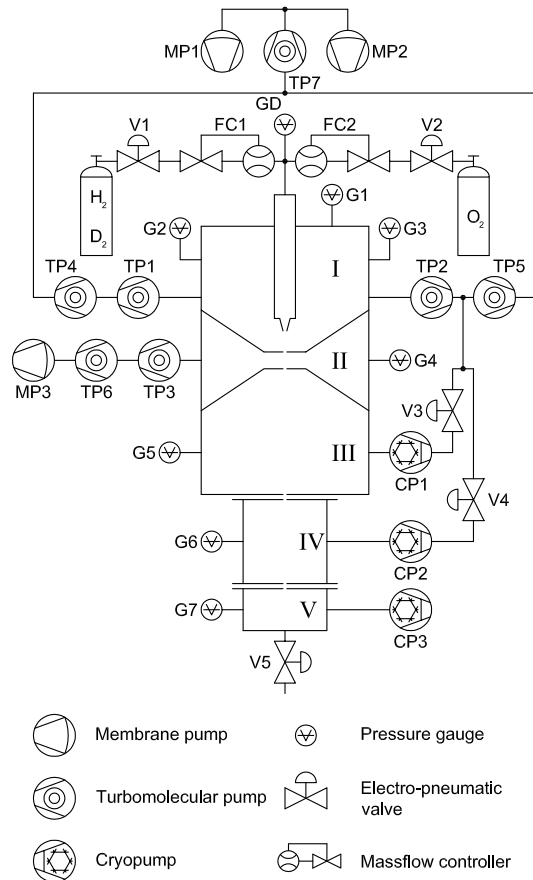 MP1
MP2
TP7
GD
V1
FC1
FC2
V2
H2
D2
O2
G1
G2
G3
I
TP4
TP1
TP2
TP5
II
G4
MP3
TP6
TP3
V3
G5
III
CP1
V4
G6
IV
CP2
G7
V
CP3
V5
Membrane pump
Pressure gauge
Turbomolecular pump
Electro-pneumatic
valve
Cryopump
Massflow controller